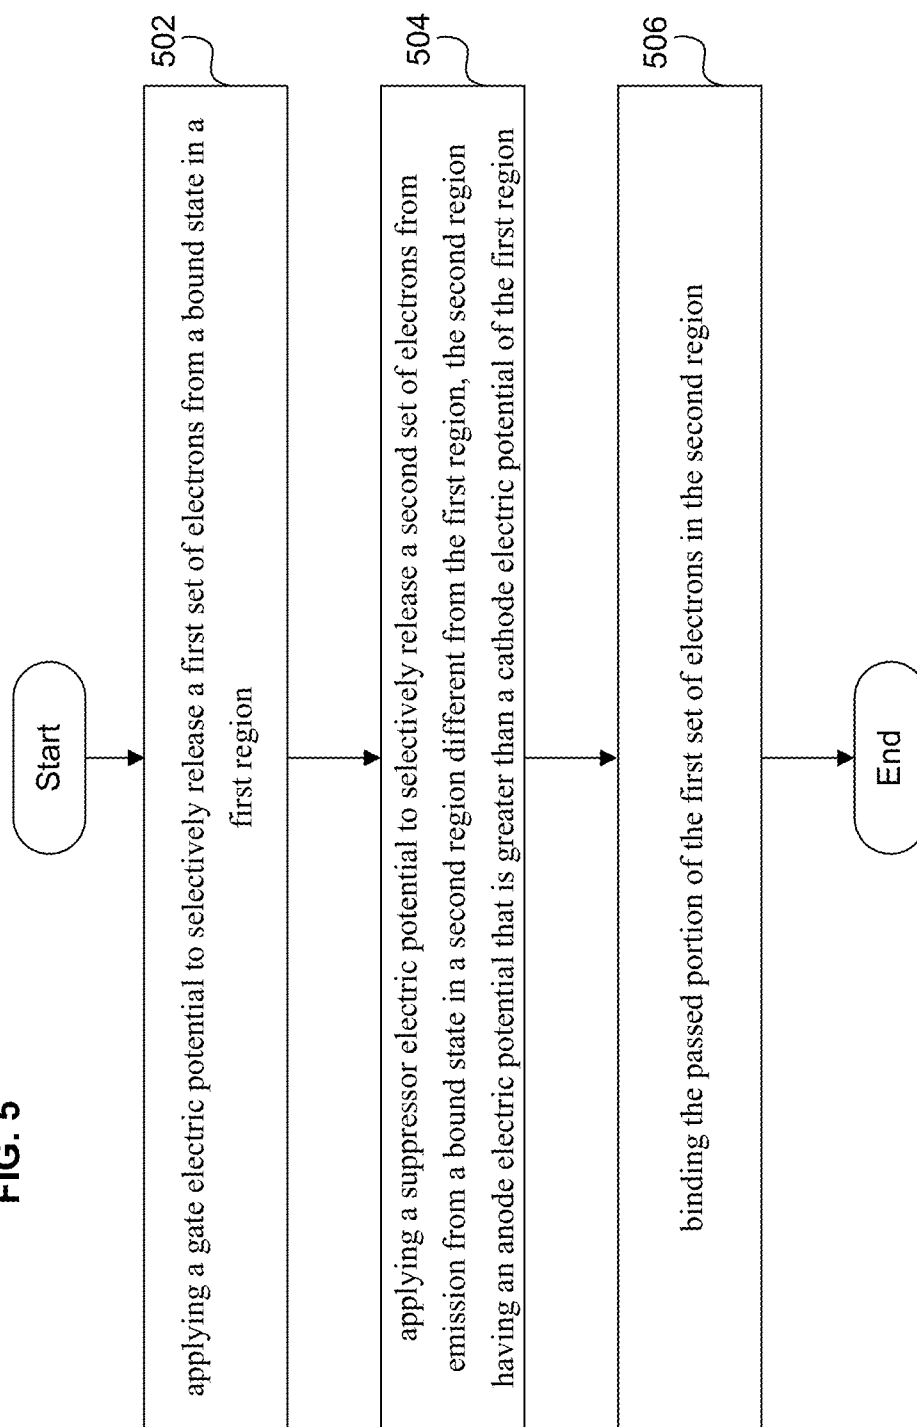 FIG. 5
Start
502
applying a gate electric potential to selectively release a first set of electrons from a bound state in a
first region
504
applying a suppressor electric potential to selectively release a second set of electrons from
emission from a bound state in a second region different from the first region, the second region
having an anode electric potential that is greater than a cathode electric potential of the first region
506
binding the passed portion of the first set of electrons in the second region
End